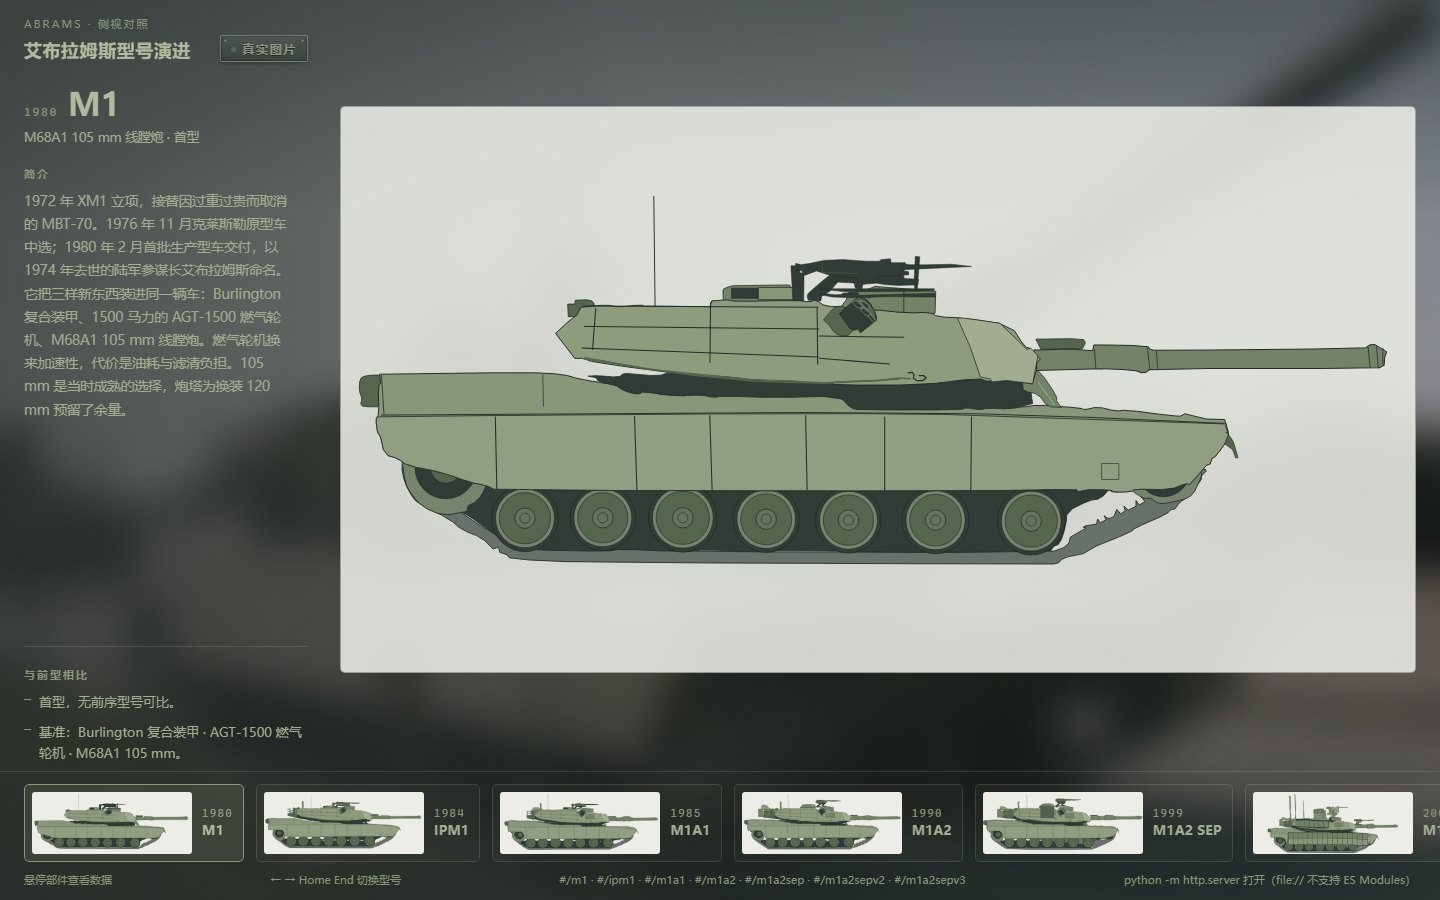 ABRAMS · 侧视对照
艾布拉姆斯型号演进
真实图片
1980 M1
M68A1 105 mm 线膛炮 · 首型
简介
1972 年 XM1 立项，接替因过重过贵而取消
的 MBT-70。1976 年 11 月克莱斯勒原型车
中选；1980 年 2 月首批生产型车交付，以
1974 年去世的陆军参谋长艾布拉姆斯命名。
它把三样新东西装进同一辆车：Burlington
复合装甲、1500 马力的 AGT-1500 燃气轮
机、M68A1 105 mm 线膛炮。燃气轮机换
来加速性，代价是油耗与滤清负担。105
mm 是当时成熟的选择，炮塔为换装 120
mm 预留了余量。
与前型相比
– 首型，无前序型号可比。
– 基准：Burlington 复合装甲 · AGT-1500 燃气
轮机 · M68A1 105 mm。
1980
M1
1984
IPM1
1985
M1A1
1990
M1A2
1999
M1A2 SEP
悬停部件查看数据
← → Home End 切换型号
#/m1 · #/ipm1 · #/m1a1 · #/m1a2 · #/m1a2sep · #/m1a2sepv2 · #/m1a2sepv3
python -m http.server 打开（file:// 不支持 ES Modules）